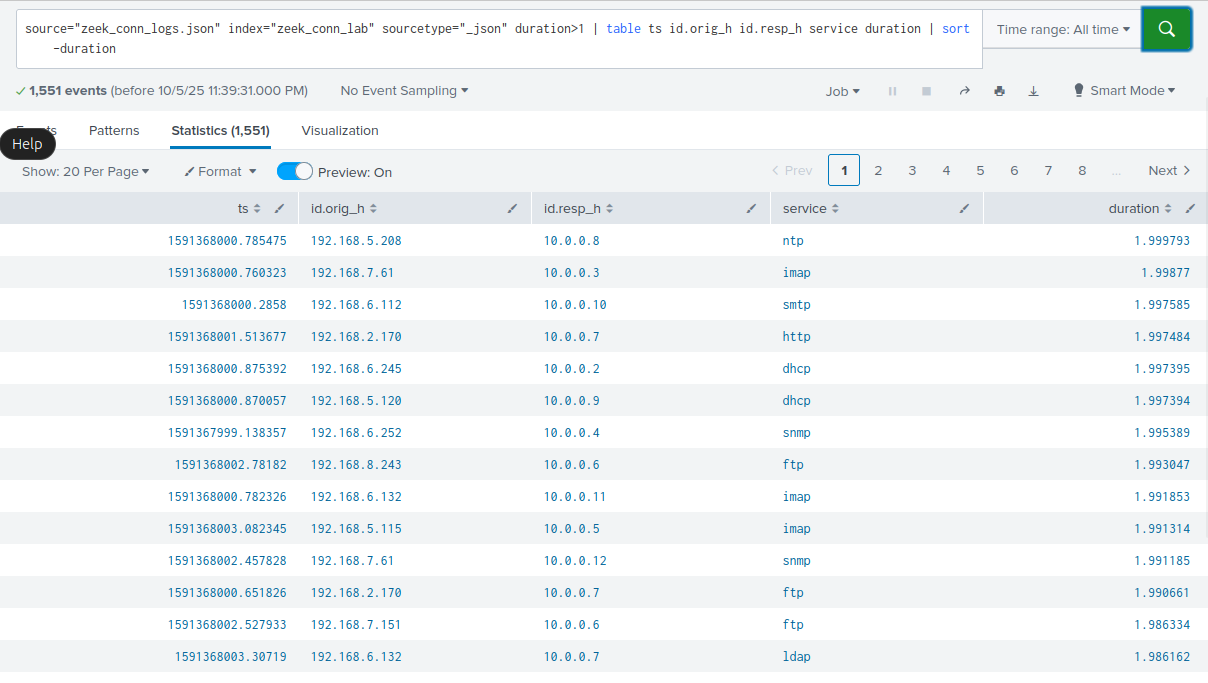 source="zeek_conn_logs.json" index="zeek_conn_lab" sourcetype="_json" duration>1 | table ts id.orig_h id.resp_h service duration | sort
-duration
Time range: All time
1,551 events (before 10/5/25 11:39:31.000 PM)
No Event Sampling
Job
Smart Mode
Help
Patterns
Statistics (1,551)
Visualization
Show: 20 Per Page
Format
Preview: On
Prev 1 2 3 4 5 6 7 8 ... Next
ts id.orig_h id.resp_h service duration
1591368000.785475 192.168.5.208 10.0.0.8 ntp 1.999793
1591368000.760323 192.168.7.61 10.0.0.3 imap 1.99877
1591368000.2858 192.168.6.112 10.0.0.10 smtp 1.997585
1591368001.513677 192.168.2.170 10.0.0.7 http 1.997484
1591368000.875392 192.168.6.245 10.0.0.2 dhcp 1.997395
1591368000.870057 192.168.5.120 10.0.0.9 dhcp 1.997394
1591367999.138357 192.168.6.252 10.0.0.4 snmp 1.995389
1591368002.78182 192.168.8.243 10.0.0.6 ftp 1.993047
1591368000.782326 192.168.6.132 10.0.0.11 imap 1.991853
1591368003.082345 192.168.5.115 10.0.0.5 imap 1.991314
1591368002.457828 192.168.7.61 10.0.0.12 snmp 1.991185
1591368000.651826 192.168.2.170 10.0.0.7 ftp 1.990661
1591368002.527933 192.168.7.151 10.0.0.6 ftp 1.986334
1591368003.30719 192.168.6.132 10.0.0.7 ldap 1.986162